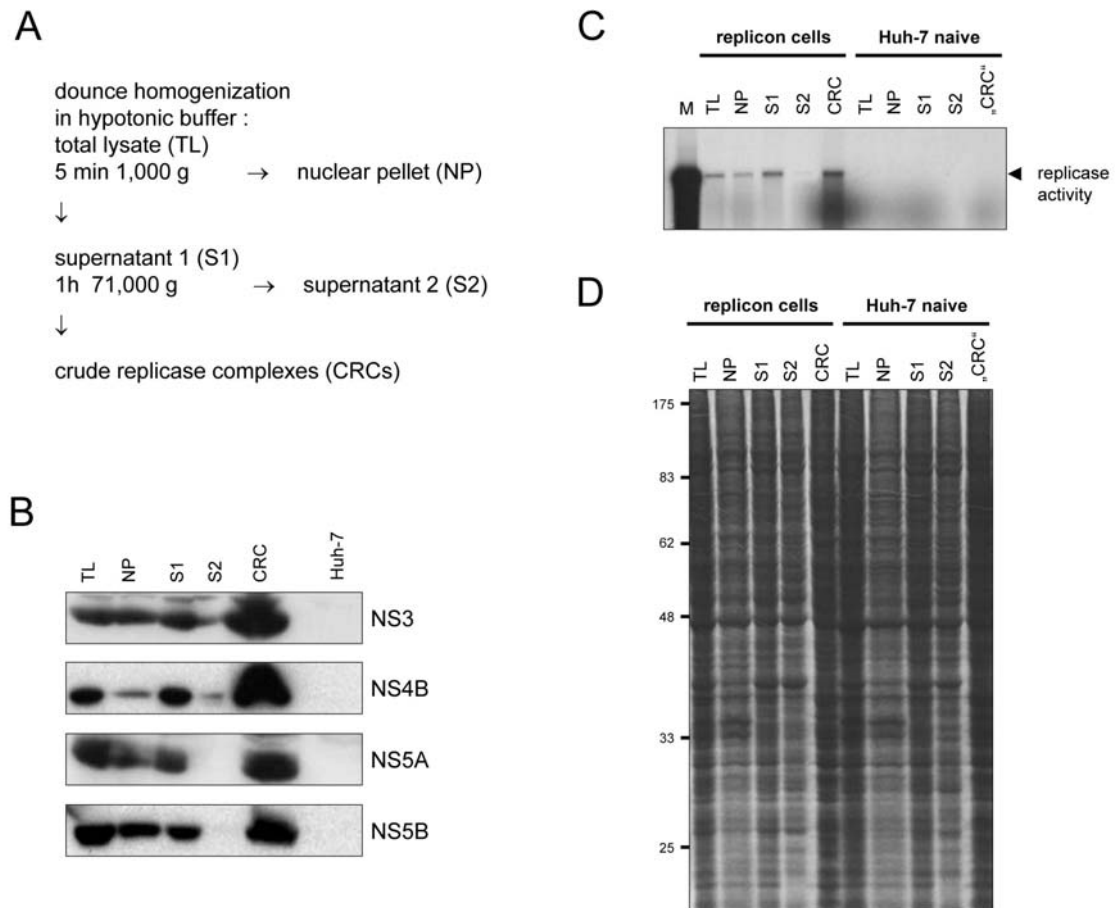 A
dounce homogenization
in hypotonic buffer :
total lysate (TL)
5 min 1,000 g → nuclear pellet (NP)
↓
supernatant 1 (S1)
1h 71,000 g → supernatant 2 (S2)
↓
crude replicase complexes (CRCs)
B
TL NP S1 S2 CRC Huh-7
NS3
NS4B
NS5A
NS5B
C
replicon cells Huh-7 naive
M TL NP S1 S2 CRC TL NP S1 S2 „CRC“
replicase
activity
D
replicon cells Huh-7 naive
TL NP S1 S2 CRC TL NP S1 S2 „CRC“
175
83
62
48
33
25